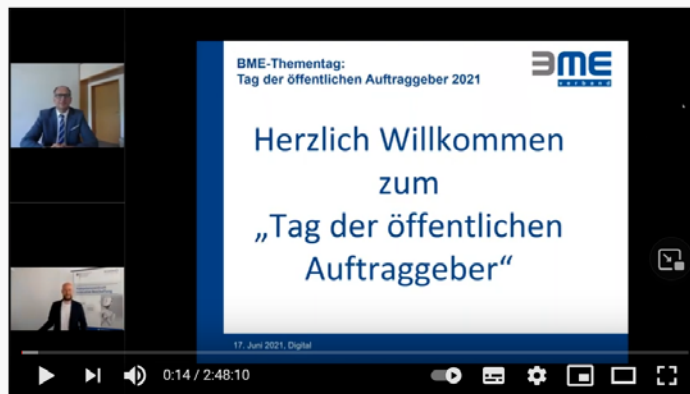 BME-Thementag:
Tag der öffentlichen Auftraggeber 2021
BME
verband
Herzlich Willkommen
zum
„Tag der öffentlichen
Auftraggeber“
17. Juni 2021, Digital
0:14 / 2:48:10